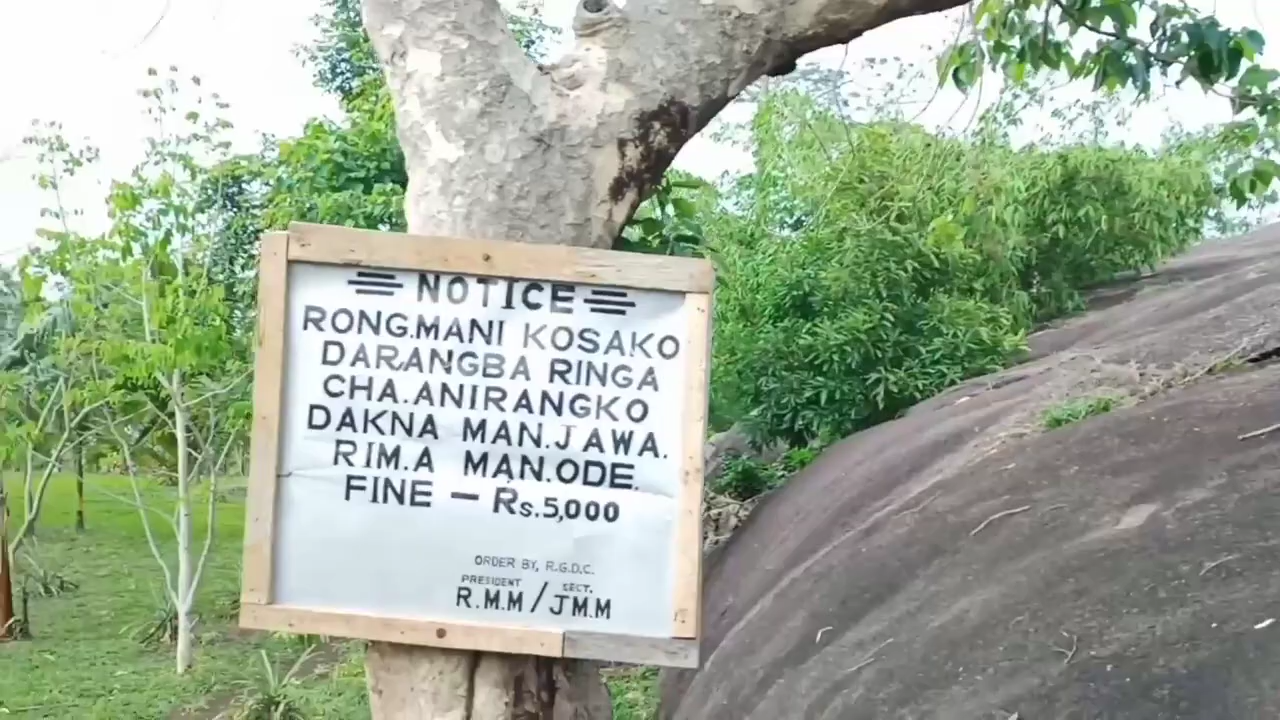 NOTICE
RONG.MANI KOSAKO
DARANGBA RINGA
CHA.ANIRANGKO
DAKNA MAN.JAWA.
RIM.A MAN.ODE.
FINE - Rs.5,000
ORDER BY, R.G.D.C.
PRESIDENT SECT.
R.M.M/JM.M